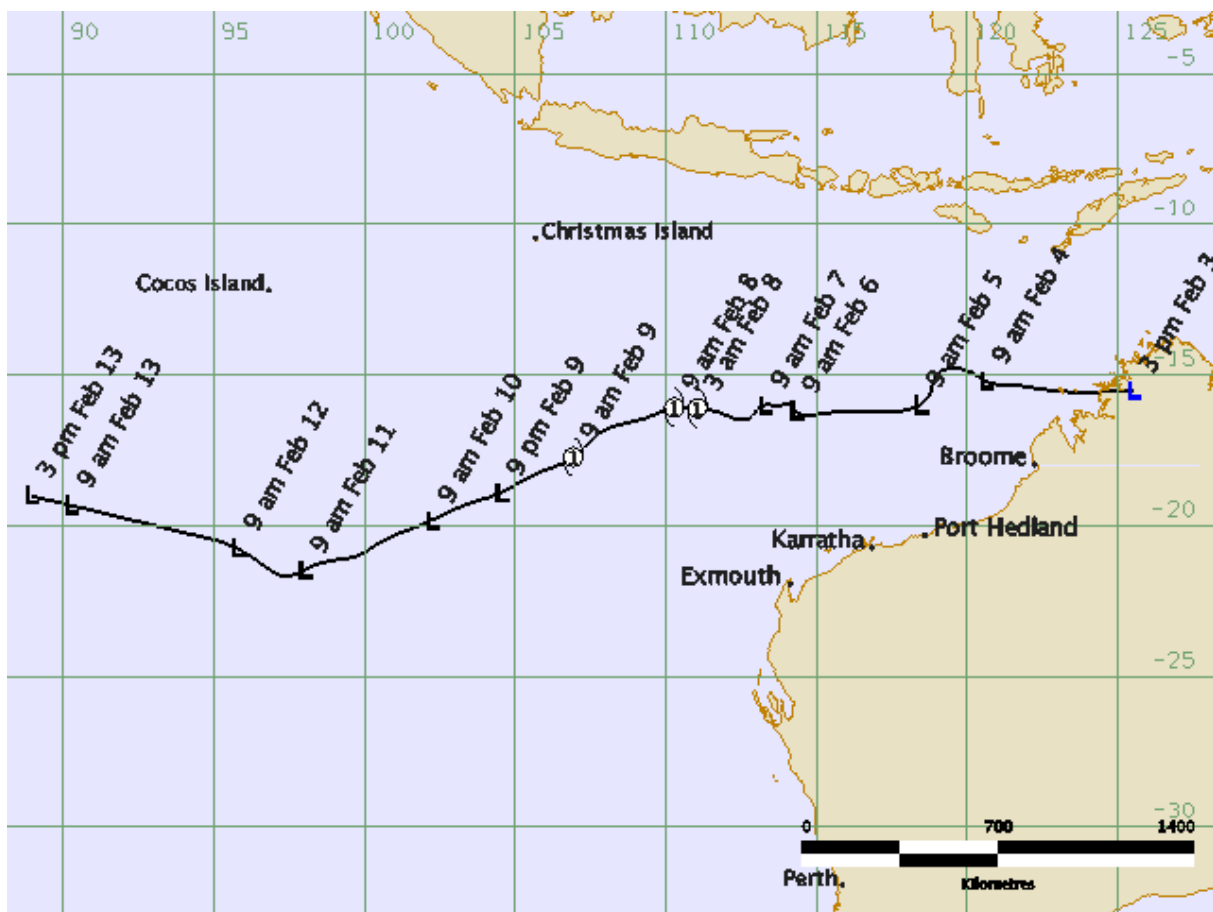 90 95 100 105 110 115 120 125
-5
-10
Christmas Island
Cocos Island
3 pm Feb 13
9 am Feb 13
9 am Feb 12
9 am Feb 11
9 am Feb 10
9 pm Feb 9
9 am Feb 9
9 am Feb 8
3 am Feb 8
9 am Feb 7
9 am Feb 6
9 am Feb 5
9 am Feb 4
3 pm Feb 3
L L L L L L 1 1 1 L L L L L
-15
Broome
-20
Port Hedland
Karratha
Exmouth
-25
-30
0 700 1400
Kilometres
Perth